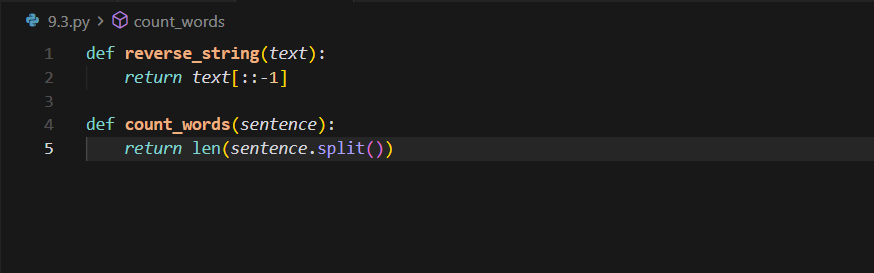 9.3.py > count_words
1 def reverse_string(text):
2     return text[::-1]
3
4 def count_words(sentence):
5     return len(sentence.split())